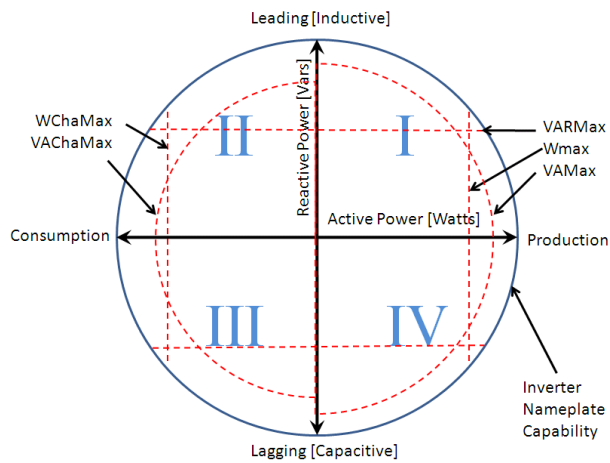 Leading [Inductive]
WChaMax
VAChaMax
II
Reactive Power [Vars]
I
VARMax
Wmax
VAMax
Consumption
Active Power [Watts]
Production
III
IV
Inverter
Nameplate
Capability
Lagging [Capacitive]